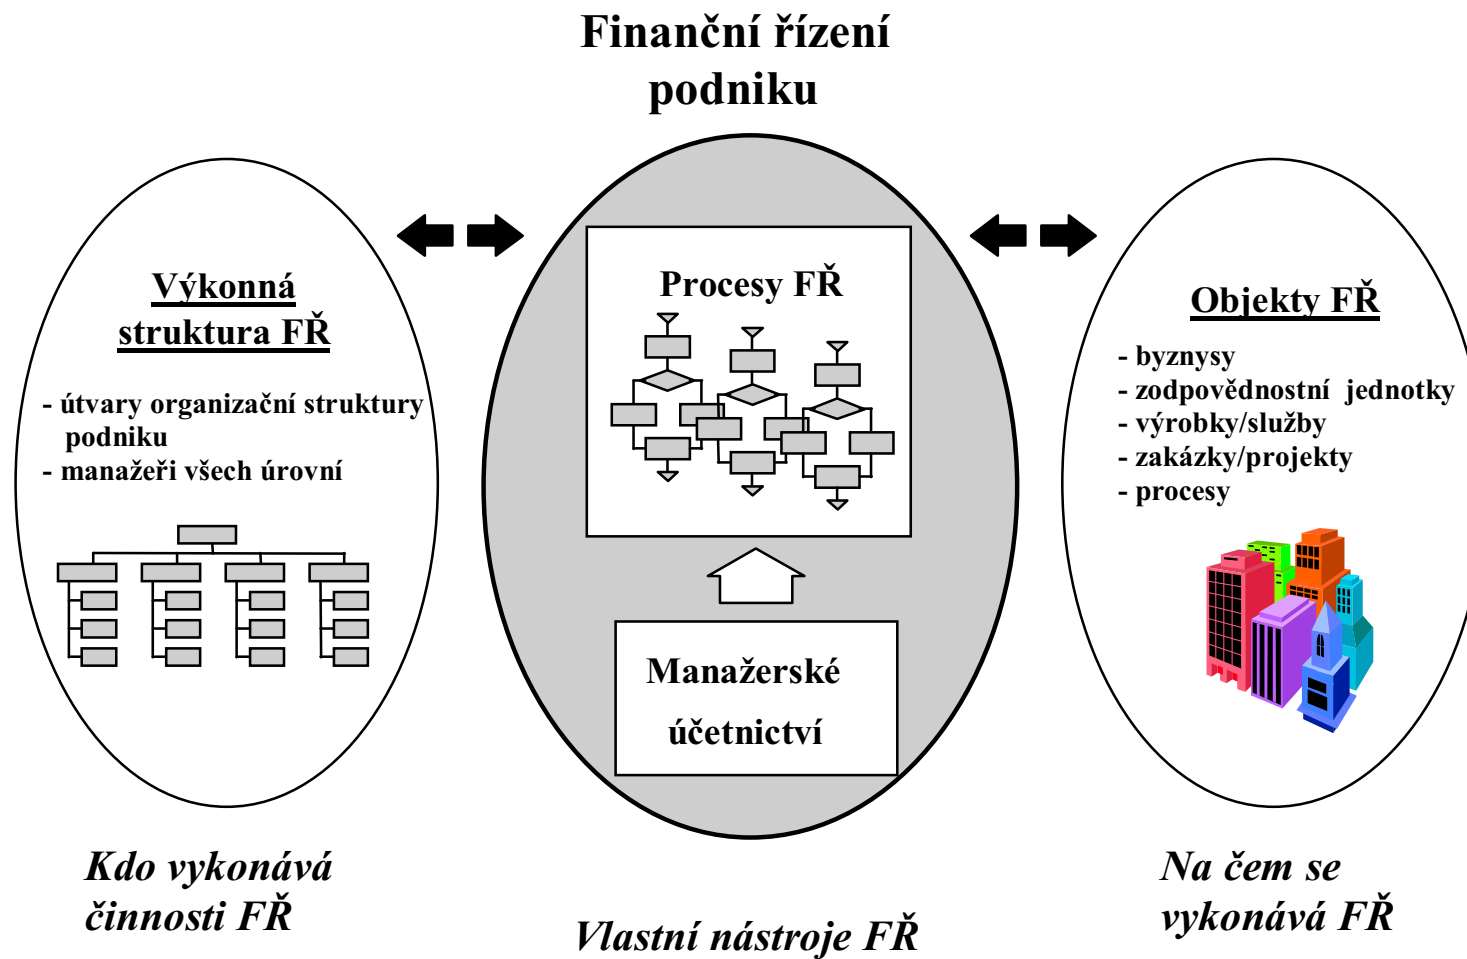 Finanční řízení
podniku
Výkonná
struktura FŘ
- útvary organizační struktury
podniku
- manažeři všech úrovní
Kdo vykonává
činnosti FŘ
Procesy FŘ
Manažerské
účetnictví
Vlastní nástroje FŘ
Objekty FŘ
- byznysy
- zodpovědnostní jednotky
- výrobky/služby
- zakázky/projekty
- procesy
Na čem se
vykonává FŘ